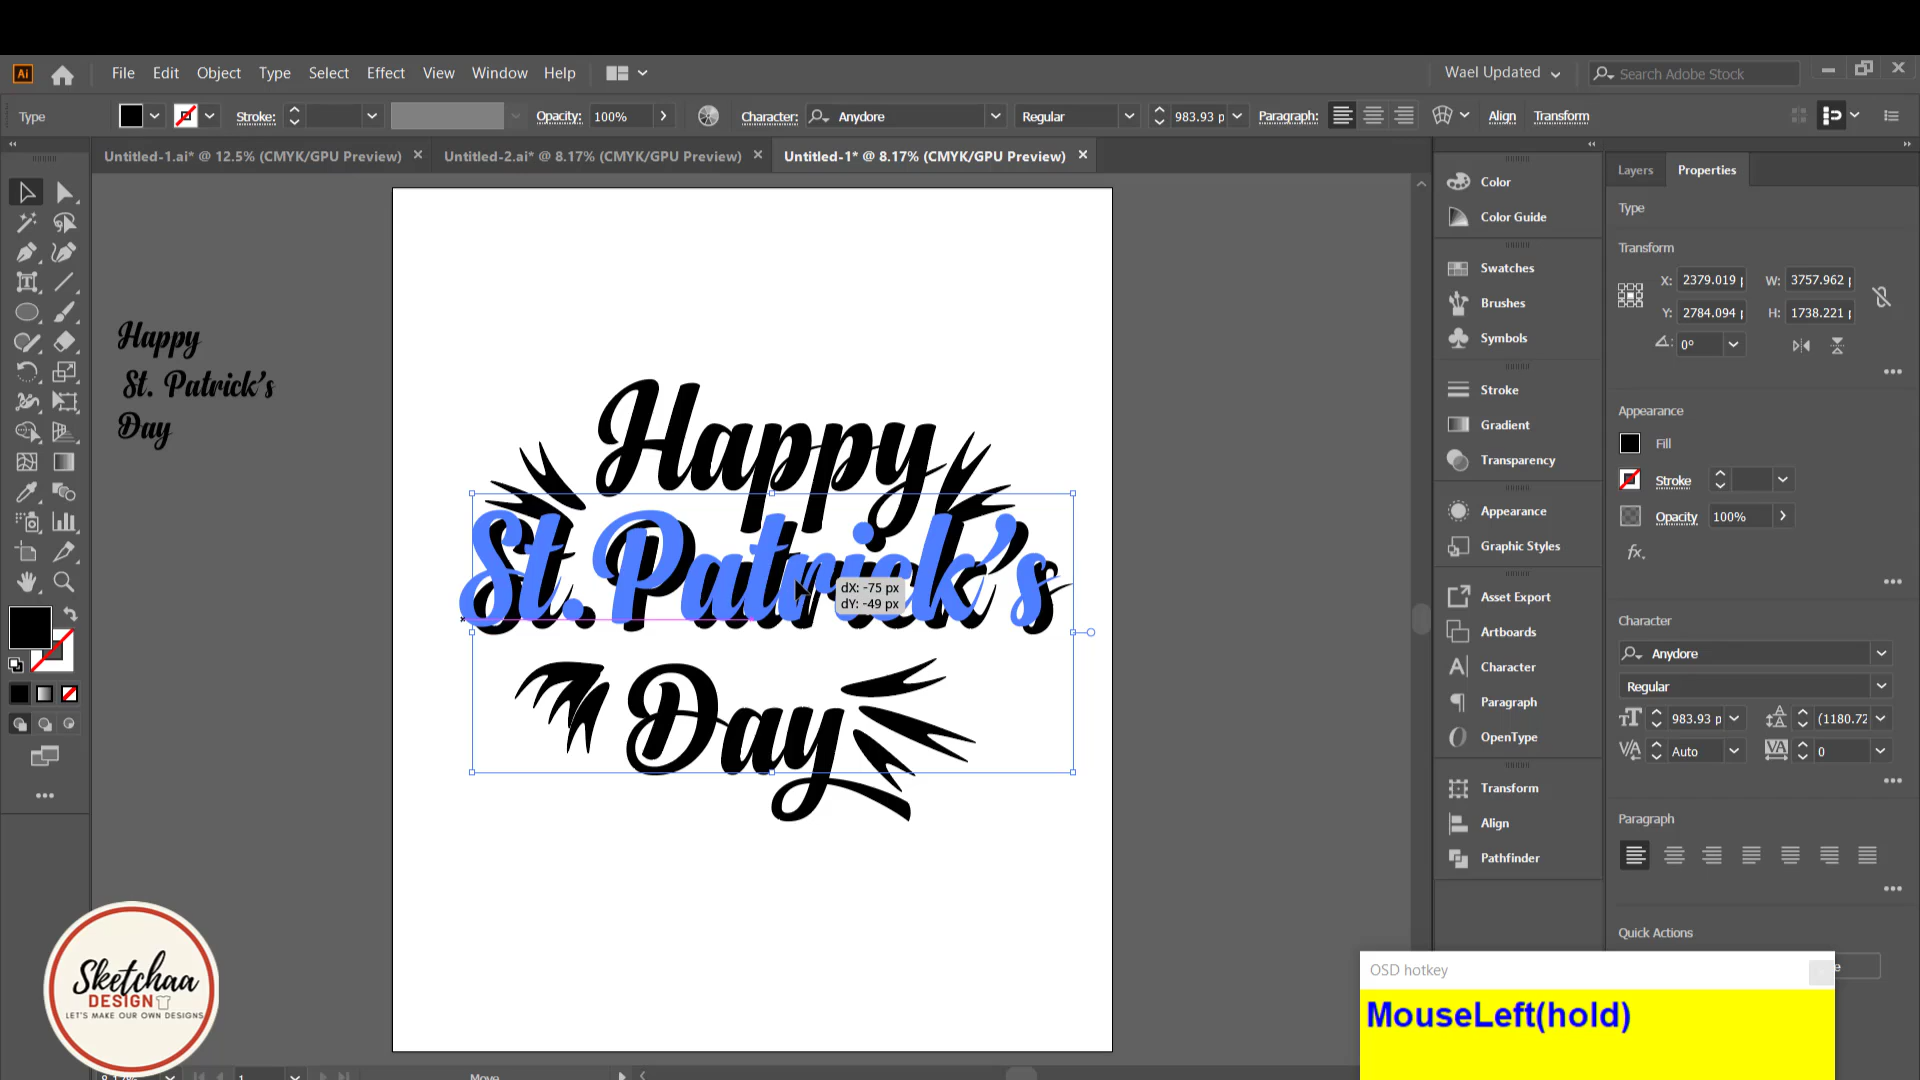 Ai File Edit Object Type Select Effect View Window Help Wael Updated Search Adobe Stock
Type Stroke: Opacity: 100% Character: Anydore Regular 983.93 p Paragraph: Align Transform
Untitled-1.ai* @ 12.5% (CMYK/GPU Preview) Untitled-2.ai* @ 8.17% (CMYK/GPU Preview) Untitled-1* @ 8.17% (CMYK/GPU Preview)
Happy
St. Patrick's
Day
Happy
St. Patrick's
Day
dX: -75 px
dY: -49 px
Color
Color Guide
Swatches
Brushes
Symbols
Stroke
Gradient
Transparency
Appearance
Graphic Styles
Asset Export
Artboards
Character
Paragraph
OpenType
Transform
Align
Pathfinder
Layers Properties
Type
Transform
X: 2379.019 W: 3757.962
Y: 2784.094 H: 1738.221
0°
Appearance
Fill
Stroke
Opacity 100%
fx.
Character
Anydore
Regular
983.93 p (1180.72
Auto 0
Paragraph
Quick Actions
Sketchaa
DESIGN
LET'S MAKE OUR OWN DESIGNS
OSD hotkey
MouseLeft(hold)
8.17% 1 Move